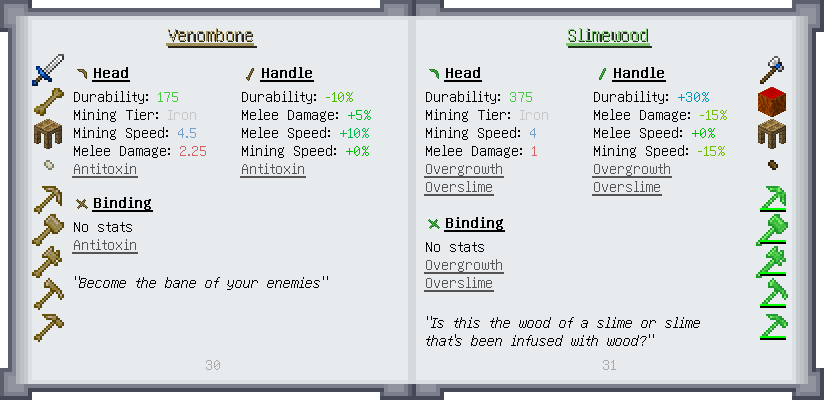 Venombone
Head
Durability: 175
Mining Tier: Iron
Mining Speed: 4.5
Melee Damage: 2.25
Antitoxin
Handle
Durability: -10%
Melee Damage: +5%
Melee Speed: +10%
Mining Speed: +0%
Antitoxin
Binding
No stats
Antitoxin
"Become the bane of your enemies"
30
Slimewood
Head
Durability: 375
Mining Tier: Iron
Mining Speed: 4
Melee Damage: 1
Overgrowth
Overslime
Handle
Durability: +30%
Melee Damage: -15%
Melee Speed: +0%
Mining Speed: -15%
Overgrowth
Overslime
Binding
No stats
Overgrowth
Overslime
"Is this the wood of a slime or slime
that's been infused with wood?"
31